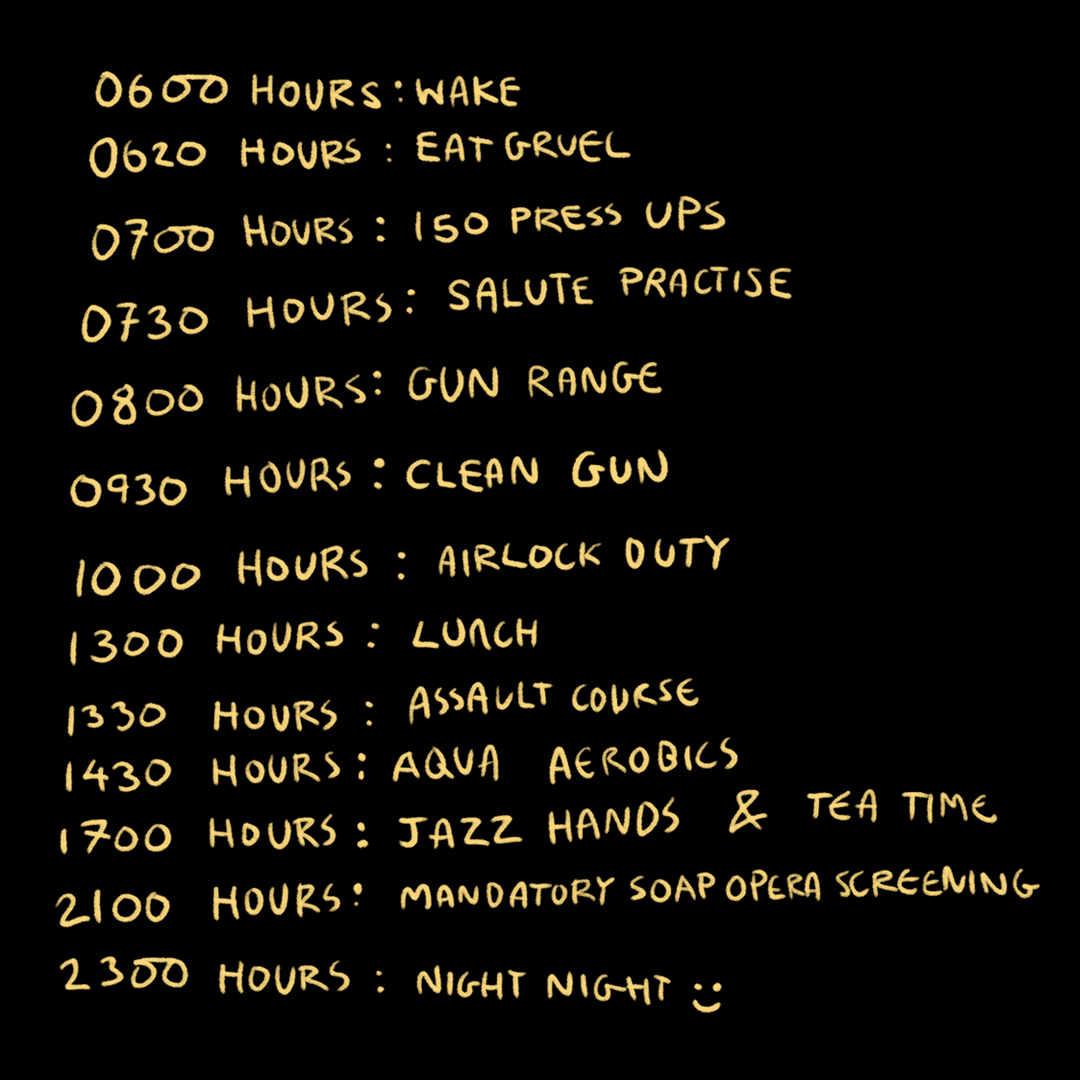 0600 HOURS: WAKE
0620 HOURS: EAT GRUEL
0700 HOURS: 150 PRESS UPS
0730 HOURS: SALUTE PRACTISE
0800 HOURS: GUN RANGE
0930 HOURS: CLEAN GUN
1000 HOURS: AIRLOCK DUTY
1300 HOURS: LUNCH
1330 HOURS: ASSAULT COURSE
1430 HOURS: AQUA AEROBICS
1700 HOURS: JAZZ HANDS & TEA TIME
2100 HOURS: MANDATORY SOAP OPERA SCREENING
2300 HOURS: NIGHT NIGHT :)